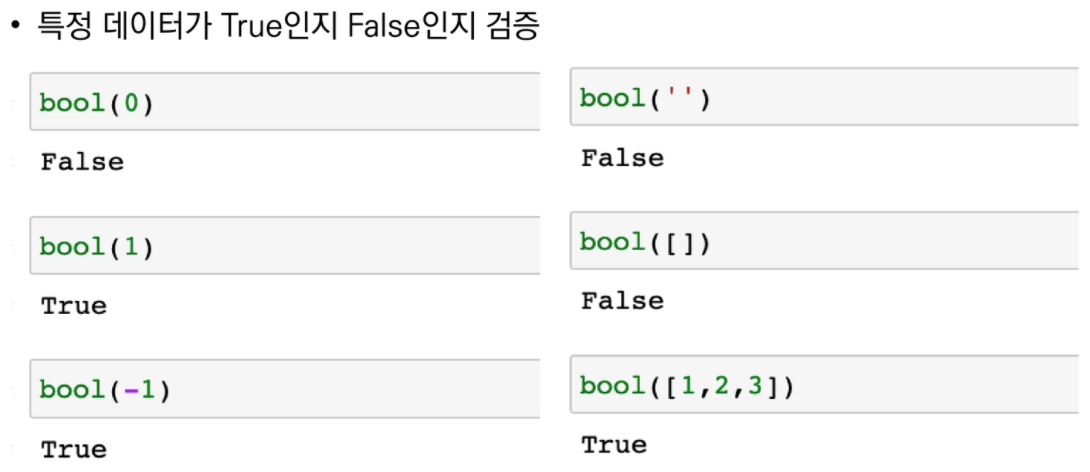 • 특정 데이터가 True인지 False인지 검증
bool(0)
False
bool(1)
True
bool(-1)
True
bool('')
False
bool([])
False
bool([1,2,3])
True